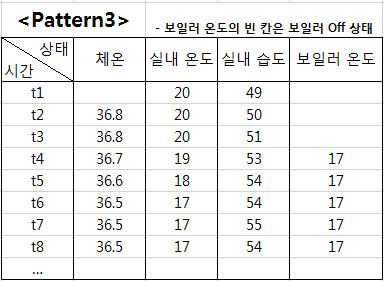 <Pattern3> - 보일러 온도의 빈 칸은 보일러 Off 상태
상태 체온 실내 온도 실내 습도 보일러 온도
시간
t1 20 49
t2 36.8 20 50
t3 36.8 20 51
t4 36.7 19 53 17
t5 36.6 18 54 17
t6 36.5 17 54 17
t7 36.5 17 55 17
t8 36.5 17 54 17
...